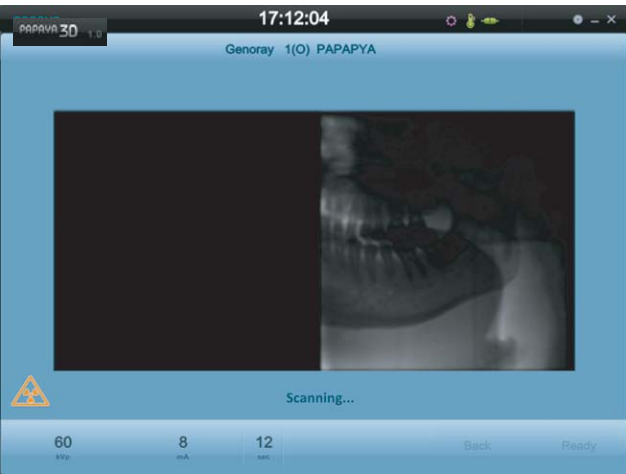 17:12:04
PAPAYA 3D 1.0
Genoray 1(O) PAPAPYA
Scanning...
60 8 12
kVp mA sec
Back Ready